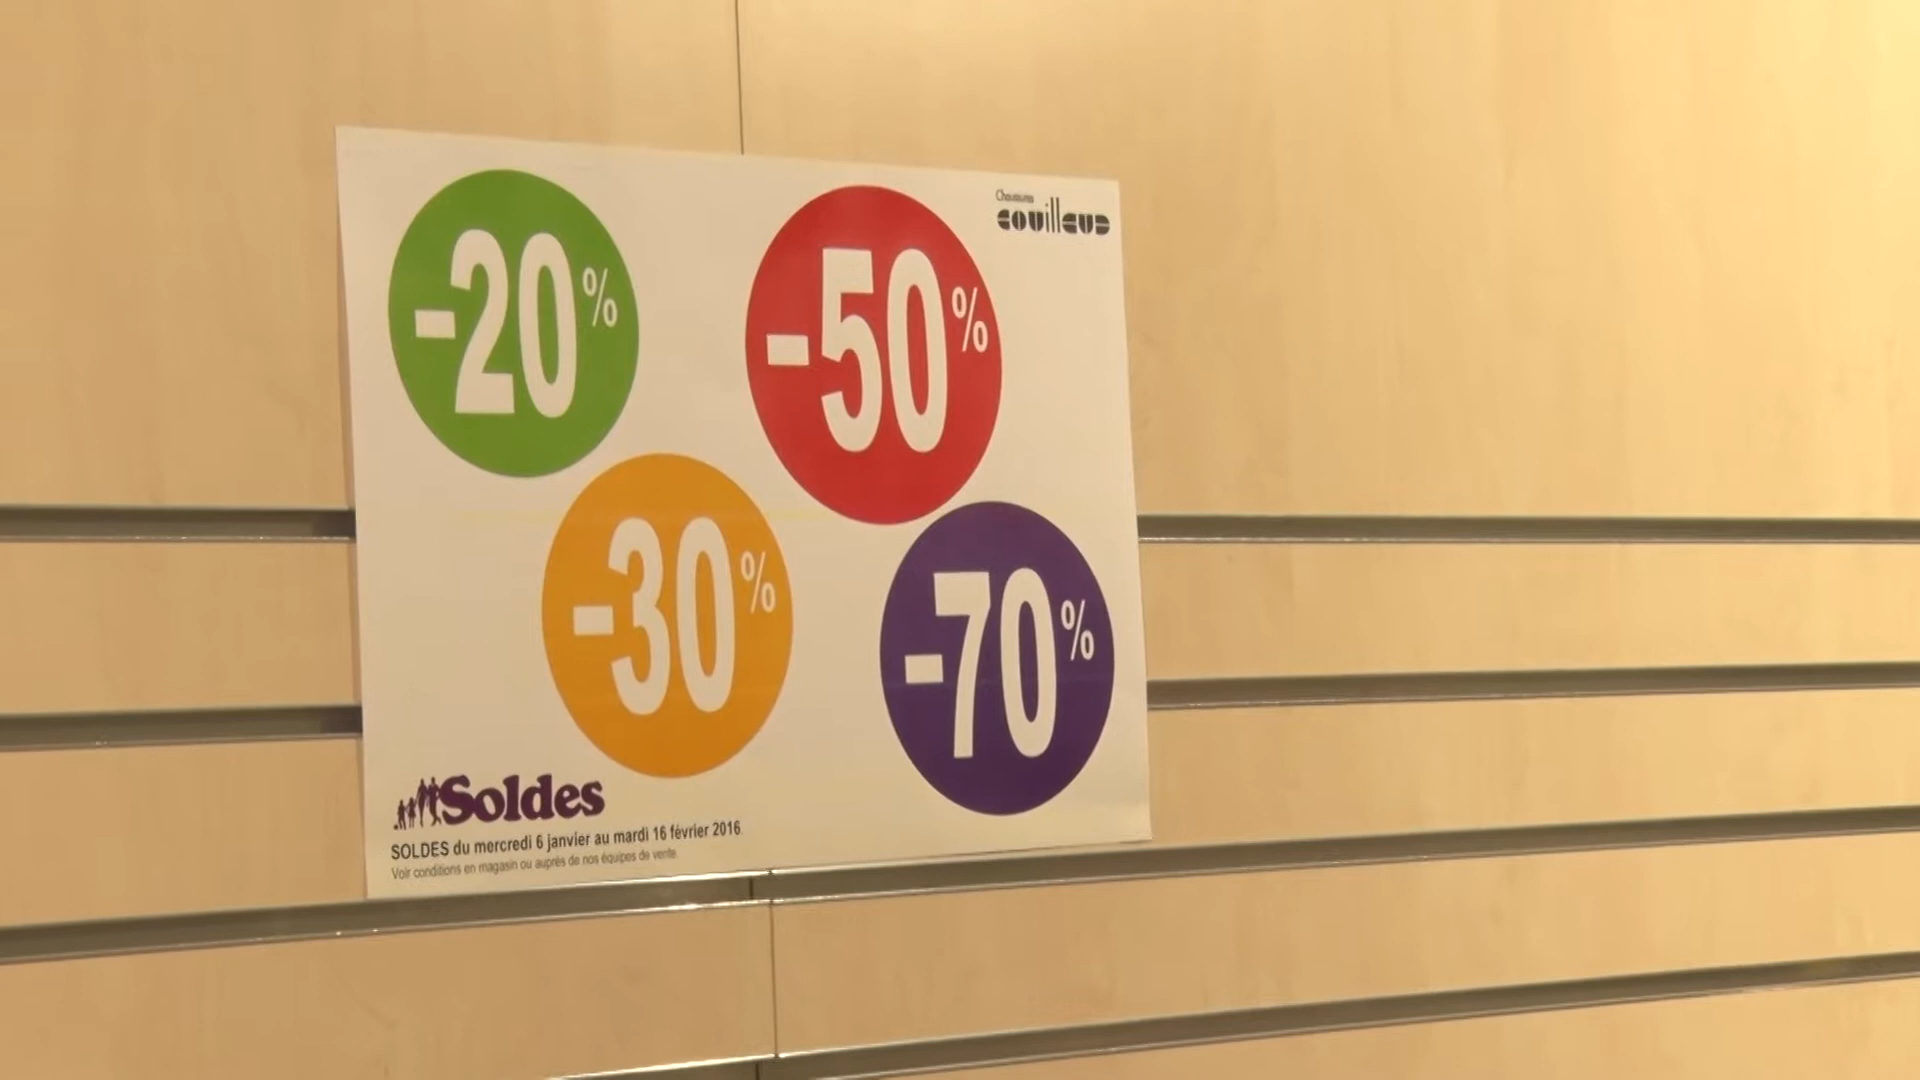 -20%
-50%
Chaussures
couillaud
-30%
-70%
Soldes
SOLDES du mercredi 6 janvier au mardi 16 février 2016
Voir conditions en magasin ou auprès de nos équipes de vente